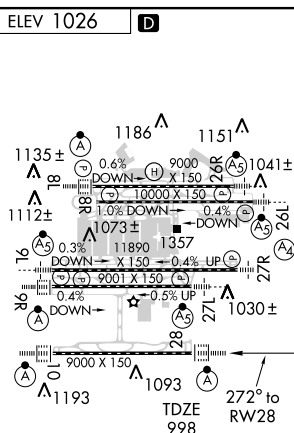 ELEV 1026 D
1186 1151
A A5
1135± 0.6% H 9000 26R 1041±
P DOWN X 150
8L 10000 X 150 P
1112± 8R 1.0% DOWN 0.4% P 26L
1073± DOWN A5
A5 1357 A4
9L 0.3% 11890
DOWN X 150 0.4% UP P 27R
P P 9001 X 150 P
9R 0.4% 0.5% UP 27L 1030±
A DOWN A5
28
10
A 9000 X 150 A
1193 1093 272° to
TDZE RW28
998